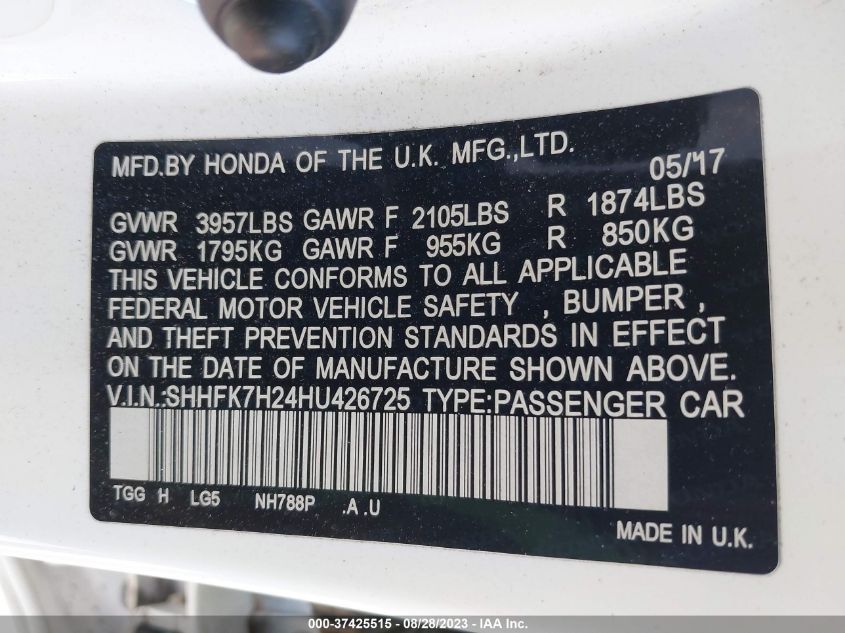 MFD.BY HONDA OF THE U.K. MFG.,LTD. 05/17
GVWR 3957LBS GAWR F 2105LBS R 1874LBS
GVWR 1795KG GAWR F 955KG R 850KG
THIS VEHICLE CONFORMS TO ALL APPLICABLE
FEDERAL MOTOR VEHICLE SAFETY , BUMPER ,
AND THEFT PREVENTION STANDARDS IN EFFECT
ON THE DATE OF MANUFACTURE SHOWN ABOVE.
V.I.N.:SHHFK7H24HU426725 TYPE:PASSENGER CAR
TGG H LG5 NH788P .A .U
MADE IN U.K.
000-37425515 - 08/28/2023 - IAA Inc.